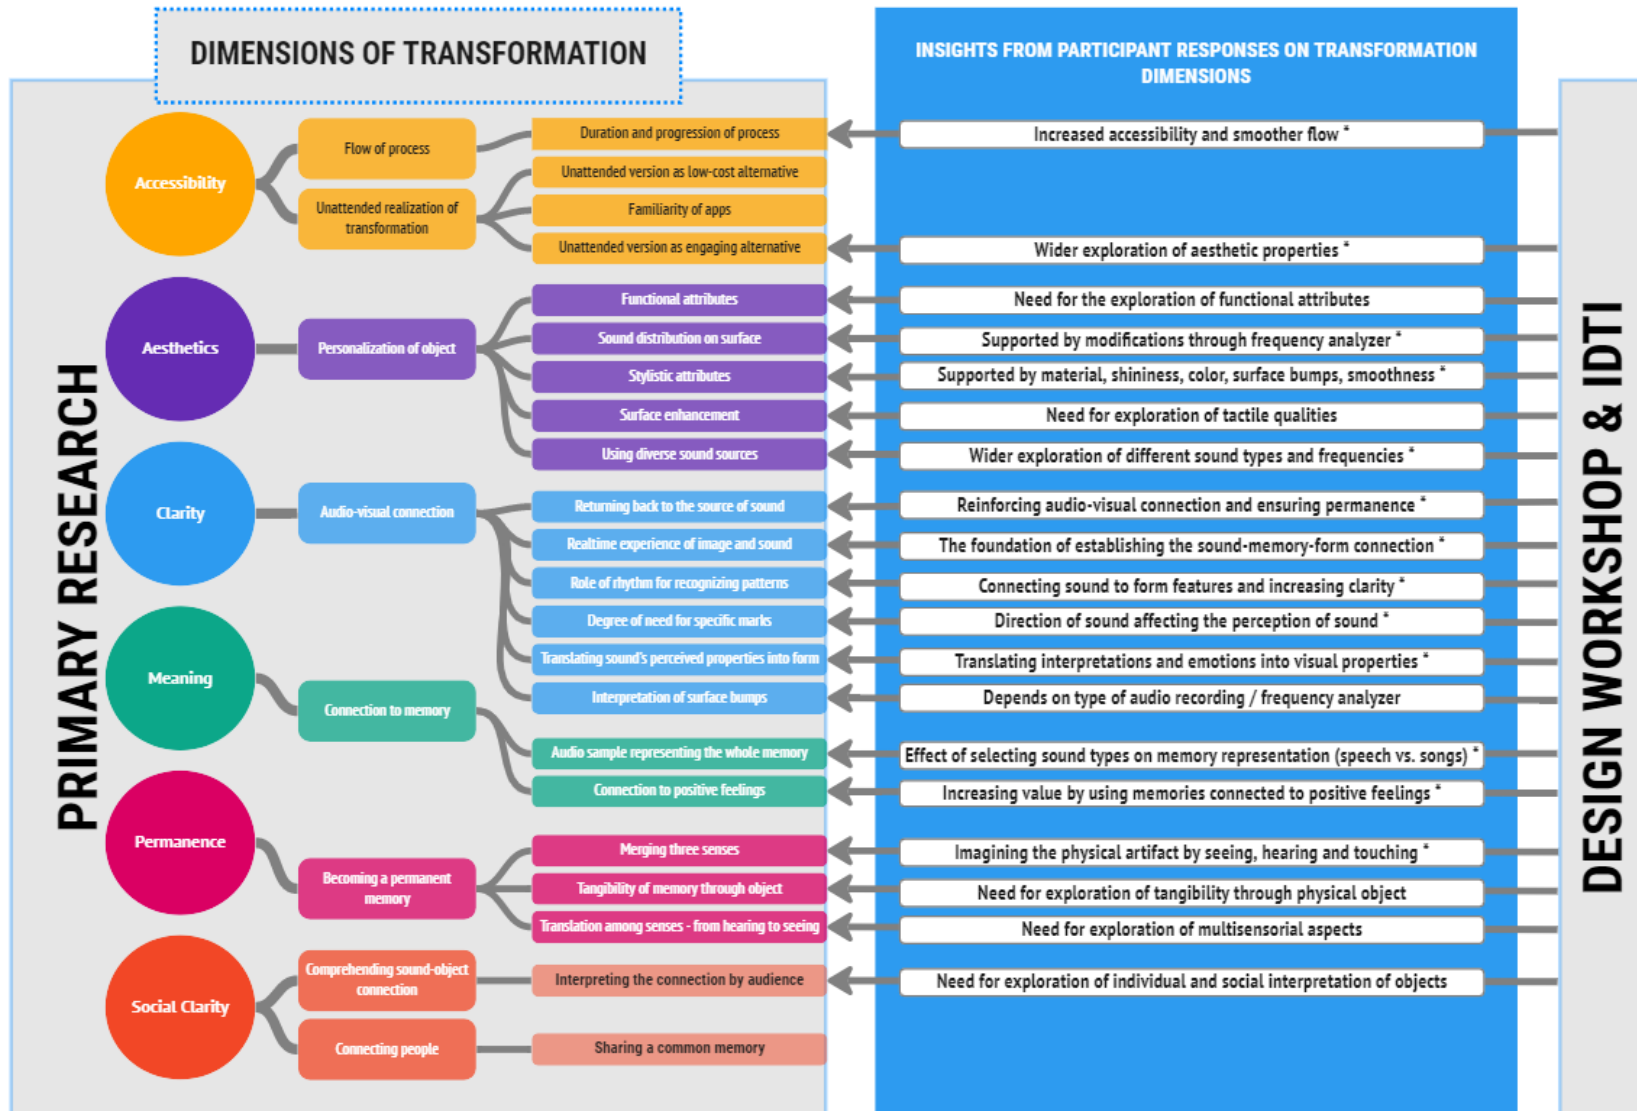 DIMENSIONS OF TRANSFORMATION
INSIGHTS FROM PARTICIPANT RESPONSES ON TRANSFORMATION
DIMENSIONS
PRIMARY RESEARCH
Accessibility
Flow of process
Duration and progression of process
Increased accessibility and smoother flow *
Unattended realization of
transformation
Unattended version as low-cost alternative
Familiarity of apps
Unattended version as engaging alternative
Wider exploration of aesthetic properties *
Aesthetics
Personalization of object
Functional attributes
Need for the exploration of functional attributes
Sound distribution on surface
Supported by modifications through frequency analyzer *
Stylistic attributes
Supported by material, shininess, color, surface bumps, smoothness *
Surface enhancement
Need for exploration of tactile qualities
Using diverse sound sources
Wider exploration of different sound types and frequencies *
Clarity
Audio-visual connection
Returning back to the source of sound
Reinforcing audio-visual connection and ensuring permanence *
Realtime experience of image and sound
The foundation of establishing the sound-memory-form connection *
Role of rhythm for recognizing patterns
Connecting sound to form features and increasing clarity *
Degree of need for specific marks
Direction of sound affecting the perception of sound *
Translating sound's perceived properties into form
Translating interpretations and emotions into visual properties *
Interpretation of surface bumps
Depends on type of audio recording / frequency analyzer
Meaning
Connection to memory
Audio sample representing the whole memory
Effect of selecting sound types on memory representation (speech vs. songs) *
Connection to positive feelings
Increasing value by using memories connected to positive feelings *
Permanence
Becoming a permanent
memory
Merging three senses
Imagining the physical artifact by seeing, hearing and touching *
Tangibility of memory through object
Need for exploration of tangibility through physical object
Translation among senses - from hearing to seeing
Need for exploration of multisensorial aspects
Social Clarity
Comprehending sound-object
connection
Interpreting the connection by audience
Need for exploration of individual and social interpretation of objects
Connecting people
Sharing a common memory
DESIGN WORKSHOP & IDTI